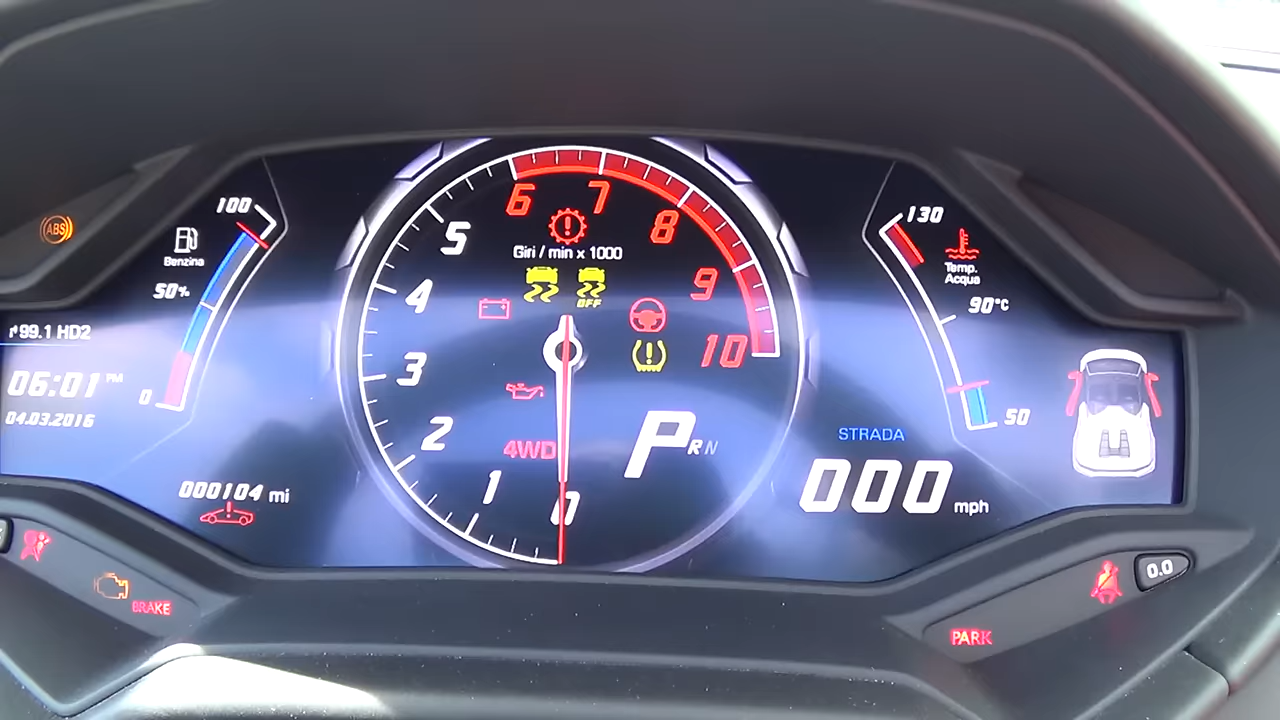 ABS
100
Benzina
50%
0
99.1 HD2
06:01 PM
04.03.2016
000104 mi
BRAKE
0
1
2
3
4
5
6
7
8
9
10
Giri / min x 1000
OFF
4WD
P R N
STRADA
000 mph
130
Temp.
Acqua
90°C
50
PARK
0.0